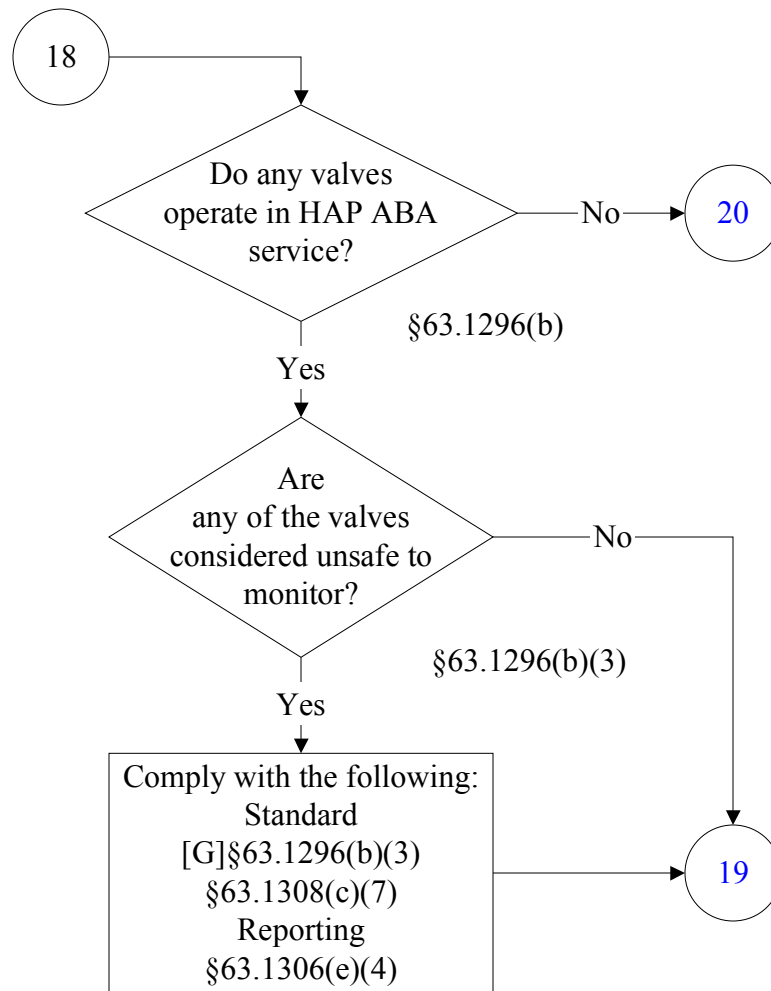 18
Do any valves
operate in HAP ABA
service?
No
20
§63.1296(b)
Yes
Are
any of the valves
considered unsafe to
monitor?
No
§63.1296(b)(3)
Yes
Comply with the following:
Standard
[G]§63.1296(b)(3)
§63.1308(c)(7)
Reporting
§63.1306(e)(4)
19